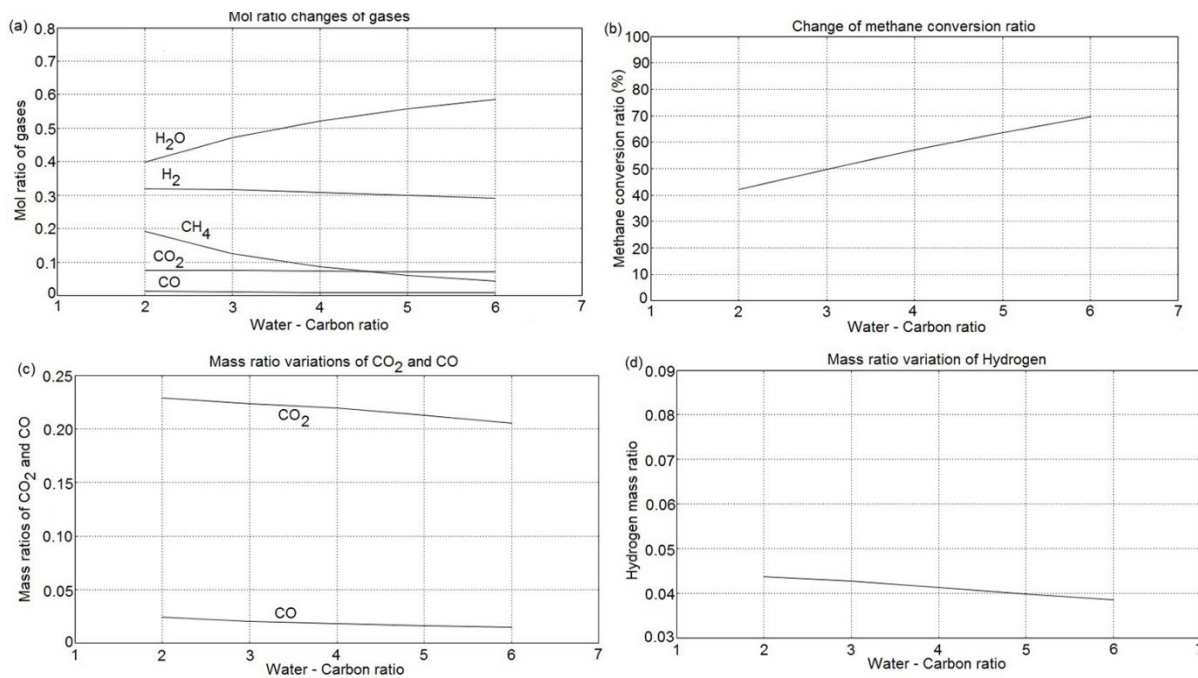 (a)
Mol ratio changes of gases
0.8
0.7
0.6
0.5
0.4
0.3
0.2
0.1
0
Mol ratio of gases
H2O
H2
CH4
CO2
CO
1 2 3 4 5 6 7
Water - Carbon ratio
(b)
Change of methane conversion ratio
100
90
80
70
60
50
40
30
20
10
0
Methane conversion ratio (%)
1 2 3 4 5 6 7
Water - Carbon ratio
(c)
Mass ratio variations of CO2 and CO
0.25
0.20
0.15
0.10
0.05
0
Mass ratios of CO2 and CO
CO2
CO
1 2 3 4 5 6 7
Water - Carbon ratio
(d)
Mass ratio variation of Hydrogen
0.09
0.08
0.07
0.06
0.05
0.04
0.03
Hydrogen mass ratio
1 2 3 4 5 6 7
Water - Carbon ratio